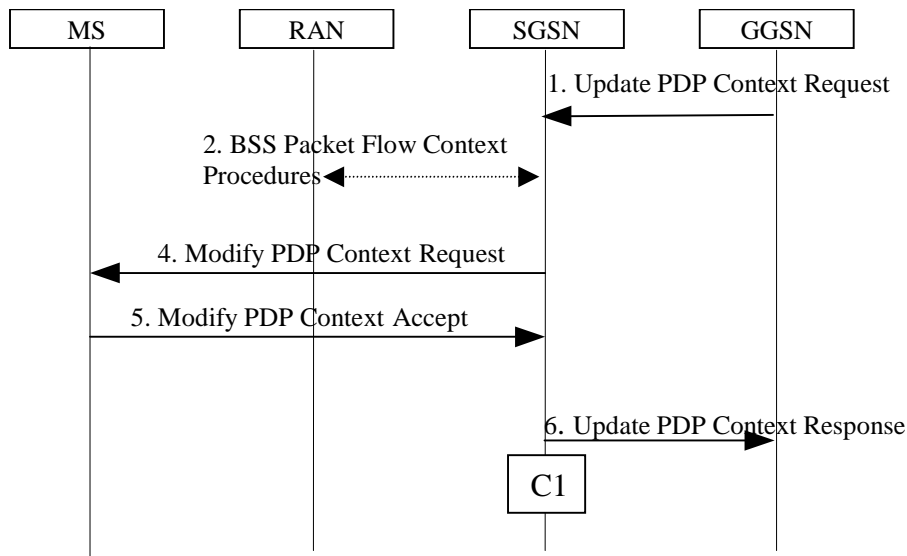 MS
RAN
SGSN
GGSN
1. Update PDP Context Request
2. BSS Packet Flow Context
Procedures
4. Modify PDP Context Request
5. Modify PDP Context Accept
6. Update PDP Context Response
C1